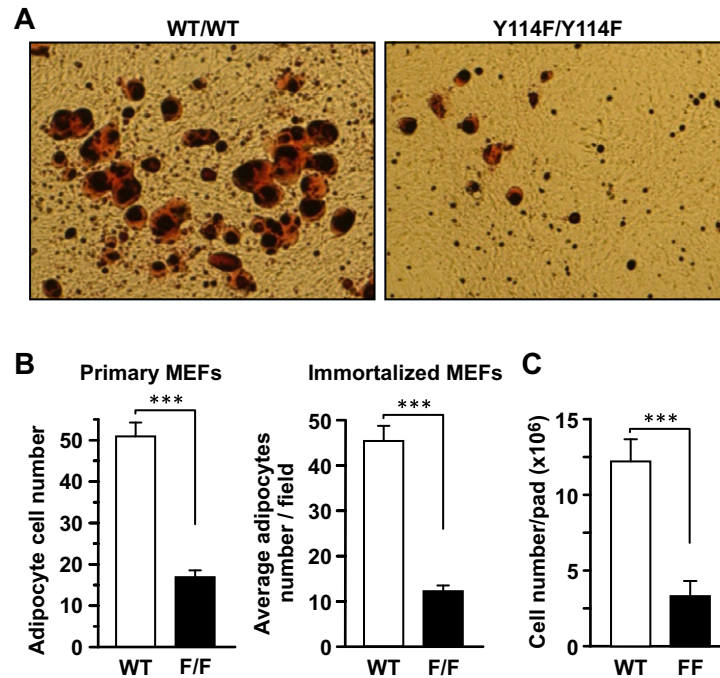 A
WT/WT
Y114F/Y114F
B
Primary MEFs
***
Adipocyte cell number
50
40
30
20
10
0
WT
F/F
Immortalized MEFs
***
Average adipocytes
number / field
50
40
30
20
10
0
WT
F/F
C
***
Cell number/pad (x10⁶)
15
10
5
0
WT
FF